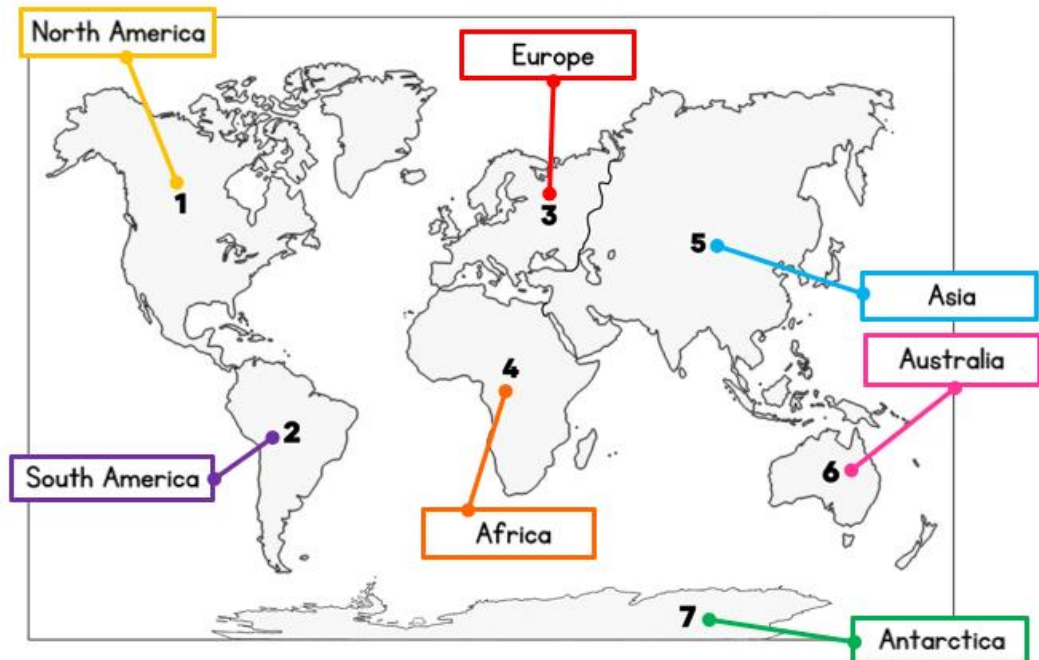 North America
Europe
1
3
5
Asia
Australia
4
2
6
South America
Africa
7
Antarctica